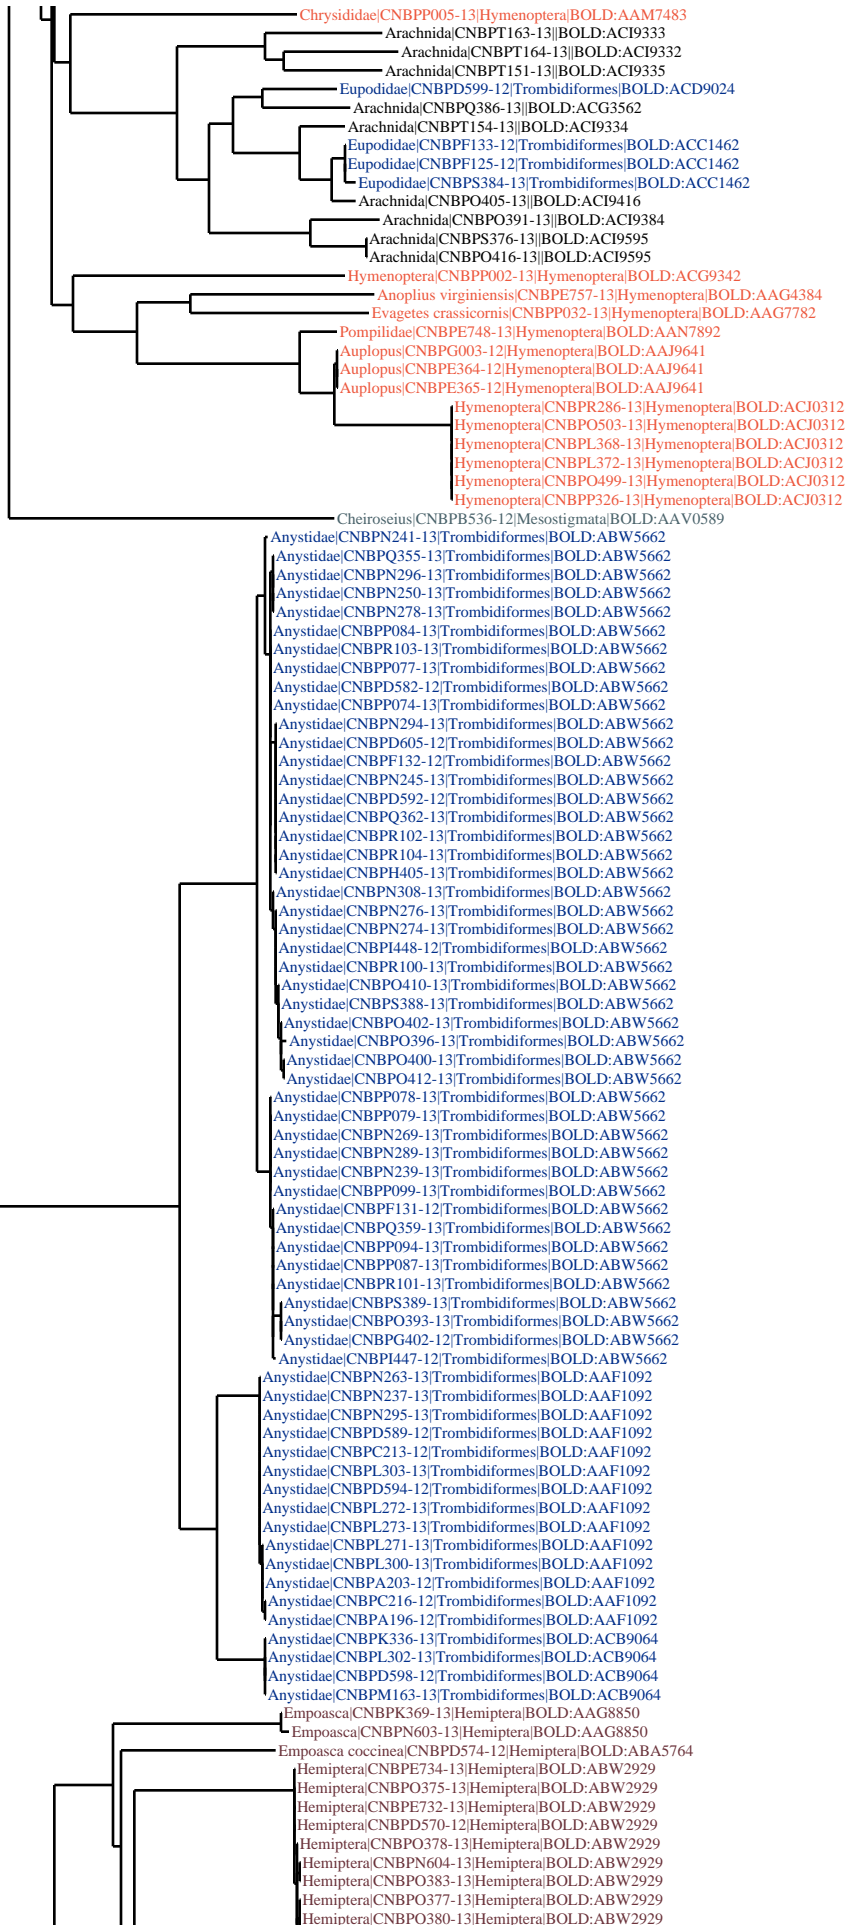 Chrysididae|CNBPP005-13|Hymenoptera|BOLD:AAM7483
Arachnida|CNBPT163-13||BOLD:ACI9333
Arachnida|CNBPT164-13||BOLD:ACI9332
Arachnida|CNBPT151-13||BOLD:ACI9335
Eupodidae|CNBPD599-12|Trombidiformes|BOLD:ACD9024
Arachnida|CNBPQ386-13||BOLD:ACG3562
Arachnida|CNBPT154-13||BOLD:ACI9334
Eupodidae|CNBPF133-12|Trombidiformes|BOLD:ACC1462
Eupodidae|CNBPF125-12|Trombidiformes|BOLD:ACC1462
Eupodidae|CNBPS384-13|Trombidiformes|BOLD:ACC1462
Arachnida|CNBPO405-13||BOLD:ACI9416
Arachnida|CNBPO391-13||BOLD:ACI9384
Arachnida|CNBPS376-13||BOLD:ACI9595
Arachnida|CNBPO416-13||BOLD:ACI9595
Hymenoptera|CNBPP002-13|Hymenoptera|BOLD:ACG9342
Anoplius virginiensis|CNBPE757-13|Hymenoptera|BOLD:AAG4384
Evagetes crassicornis|CNBPP032-13|Hymenoptera|BOLD:AAG7782
Pompilidae|CNBPE748-13|Hymenoptera|BOLD:AAN7892
Auplopus|CNBPG003-12|Hymenoptera|BOLD:AAJ9641
Auplopus|CNBPE364-12|Hymenoptera|BOLD:AAJ9641
Auplopus|CNBPE365-12|Hymenoptera|BOLD:AAJ9641
Hymenoptera|CNBPR286-13|Hymenoptera|BOLD:ACJ0312
Hymenoptera|CNBPO503-13|Hymenoptera|BOLD:ACJ0312
Hymenoptera|CNBPL368-13|Hymenoptera|BOLD:ACJ0312
Hymenoptera|CNBPL372-13|Hymenoptera|BOLD:ACJ0312
Hymenoptera|CNBPO499-13|Hymenoptera|BOLD:ACJ0312
Hymenoptera|CNBPP326-13|Hymenoptera|BOLD:ACJ0312
Cheiroseius|CNBPB536-12|Mesostigmata|BOLD:AAV0589
Anystidae|CNBPN241-13|Trombidiformes|BOLD:ABW5662
Anystidae|CNBPQ355-13|Trombidiformes|BOLD:ABW5662
Anystidae|CNBPN296-13|Trombidiformes|BOLD:ABW5662
Anystidae|CNBPN250-13|Trombidiformes|BOLD:ABW5662
Anystidae|CNBPN278-13|Trombidiformes|BOLD:ABW5662
Anystidae|CNBPP084-13|Trombidiformes|BOLD:ABW5662
Anystidae|CNBPR103-13|Trombidiformes|BOLD:ABW5662
Anystidae|CNBPP077-13|Trombidiformes|BOLD:ABW5662
Anystidae|CNBPD582-12|Trombidiformes|BOLD:ABW5662
Anystidae|CNBPP074-13|Trombidiformes|BOLD:ABW5662
Anystidae|CNBPN294-13|Trombidiformes|BOLD:ABW5662
Anystidae|CNBPD605-12|Trombidiformes|BOLD:ABW5662
Anystidae|CNBPF132-12|Trombidiformes|BOLD:ABW5662
Anystidae|CNBPN245-13|Trombidiformes|BOLD:ABW5662
Anystidae|CNBPD592-12|Trombidiformes|BOLD:ABW5662
Anystidae|CNBPQ362-13|Trombidiformes|BOLD:ABW5662
Anystidae|CNBPR102-13|Trombidiformes|BOLD:ABW5662
Anystidae|CNBPR104-13|Trombidiformes|BOLD:ABW5662
Anystidae|CNBPH405-13|Trombidiformes|BOLD:ABW5662
Anystidae|CNBPN308-13|Trombidiformes|BOLD:ABW5662
Anystidae|CNBPN276-13|Trombidiformes|BOLD:ABW5662
Anystidae|CNBPN274-13|Trombidiformes|BOLD:ABW5662
Anystidae|CNBPI448-12|Trombidiformes|BOLD:ABW5662
Anystidae|CNBPR100-13|Trombidiformes|BOLD:ABW5662
Anystidae|CNBPO410-13|Trombidiformes|BOLD:ABW5662
Anystidae|CNBPS388-13|Trombidiformes|BOLD:ABW5662
Anystidae|CNBPO402-13|Trombidiformes|BOLD:ABW5662
Anystidae|CNBPO396-13|Trombidiformes|BOLD:ABW5662
Anystidae|CNBPO400-13|Trombidiformes|BOLD:ABW5662
Anystidae|CNBPO412-13|Trombidiformes|BOLD:ABW5662
Anystidae|CNBPP078-13|Trombidiformes|BOLD:ABW5662
Anystidae|CNBPP079-13|Trombidiformes|BOLD:ABW5662
Anystidae|CNBPN269-13|Trombidiformes|BOLD:ABW5662
Anystidae|CNBPN289-13|Trombidiformes|BOLD:ABW5662
Anystidae|CNBPN239-13|Trombidiformes|BOLD:ABW5662
Anystidae|CNBPP099-13|Trombidiformes|BOLD:ABW5662
Anystidae|CNBPF131-12|Trombidiformes|BOLD:ABW5662
Anystidae|CNBPQ359-13|Trombidiformes|BOLD:ABW5662
Anystidae|CNBPP094-13|Trombidiformes|BOLD:ABW5662
Anystidae|CNBPP087-13|Trombidiformes|BOLD:ABW5662
Anystidae|CNBPR101-13|Trombidiformes|BOLD:ABW5662
Anystidae|CNBPS389-13|Trombidiformes|BOLD:ABW5662
Anystidae|CNBPO393-13|Trombidiformes|BOLD:ABW5662
Anystidae|CNBPG402-12|Trombidiformes|BOLD:ABW5662
Anystidae|CNBPI447-12|Trombidiformes|BOLD:ABW5662
Anystidae|CNBPN263-13|Trombidiformes|BOLD:AAF1092
Anystidae|CNBPN237-13|Trombidiformes|BOLD:AAF1092
Anystidae|CNBPN295-13|Trombidiformes|BOLD:AAF1092
Anystidae|CNBPD589-12|Trombidiformes|BOLD:AAF1092
Anystidae|CNBPC213-12|Trombidiformes|BOLD:AAF1092
Anystidae|CNBPL303-13|Trombidiformes|BOLD:AAF1092
Anystidae|CNBPD594-12|Trombidiformes|BOLD:AAF1092
Anystidae|CNBPL272-13|Trombidiformes|BOLD:AAF1092
Anystidae|CNBPL273-13|Trombidiformes|BOLD:AAF1092
Anystidae|CNBPL271-13|Trombidiformes|BOLD:AAF1092
Anystidae|CNBPL300-13|Trombidiformes|BOLD:AAF1092
Anystidae|CNBPA203-12|Trombidiformes|BOLD:AAF1092
Anystidae|CNBPC216-12|Trombidiformes|BOLD:AAF1092
Anystidae|CNBPA196-12|Trombidiformes|BOLD:AAF1092
Anystidae|CNBPK336-13|Trombidiformes|BOLD:ACB9064
Anystidae|CNBPL302-13|Trombidiformes|BOLD:ACB9064
Anystidae|CNBPD598-12|Trombidiformes|BOLD:ACB9064
Anystidae|CNBPM163-13|Trombidiformes|BOLD:ACB9064
Empoasca|CNBPK369-13|Hemiptera|BOLD:AAG8850
Empoasca|CNBPN603-13|Hemiptera|BOLD:AAG8850
Empoasca coccinea|CNBPD574-12|Hemiptera|BOLD:ABA5764
Hemiptera|CNBPE734-13|Hemiptera|BOLD:ABW2929
Hemiptera|CNBPO375-13|Hemiptera|BOLD:ABW2929
Hemiptera|CNBPE732-13|Hemiptera|BOLD:ABW2929
Hemiptera|CNBPD570-12|Hemiptera|BOLD:ABW2929
Hemiptera|CNBPO378-13|Hemiptera|BOLD:ABW2929
Hemiptera|CNBPN604-13|Hemiptera|BOLD:ABW2929
Hemiptera|CNBPO383-13|Hemiptera|BOLD:ABW2929
Hemiptera|CNBPO377-13|Hemiptera|BOLD:ABW2929
Hemiptera|CNBPO380-13|Hemiptera|BOLD:ABW2929